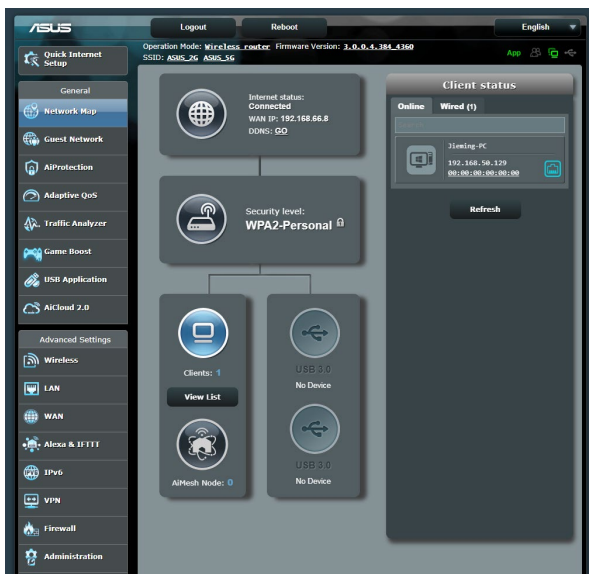 ASUS
Logout
Reboot
English
Quick Internet
Setup
Operation Mode: Wireless router Firmware Version: 3.0.0.4.384_4360
SSID: ASUS_2G ASUS_5G
App
General
Network Map
Guest Network
AiProtection
Adaptive QoS
Traffic Analyzer
Game Boost
USB Application
AiCloud 2.0
Advanced Settings
Wireless
LAN
WAN
Alexa & IFTTT
IPv6
VPN
Firewall
Administration
Internet status:
Connected
WAN IP: 192.168.66.8
DDNS: GO
Security level:
WPA2-Personal
Clients: 1
View List
AiMesh Node: 0
USB 3.0
No Device
USB 3.0
No Device
Client status
Online
Wired (1)
Jieming-PC
192.168.50.129
00:00:00:00:00:00
Refresh